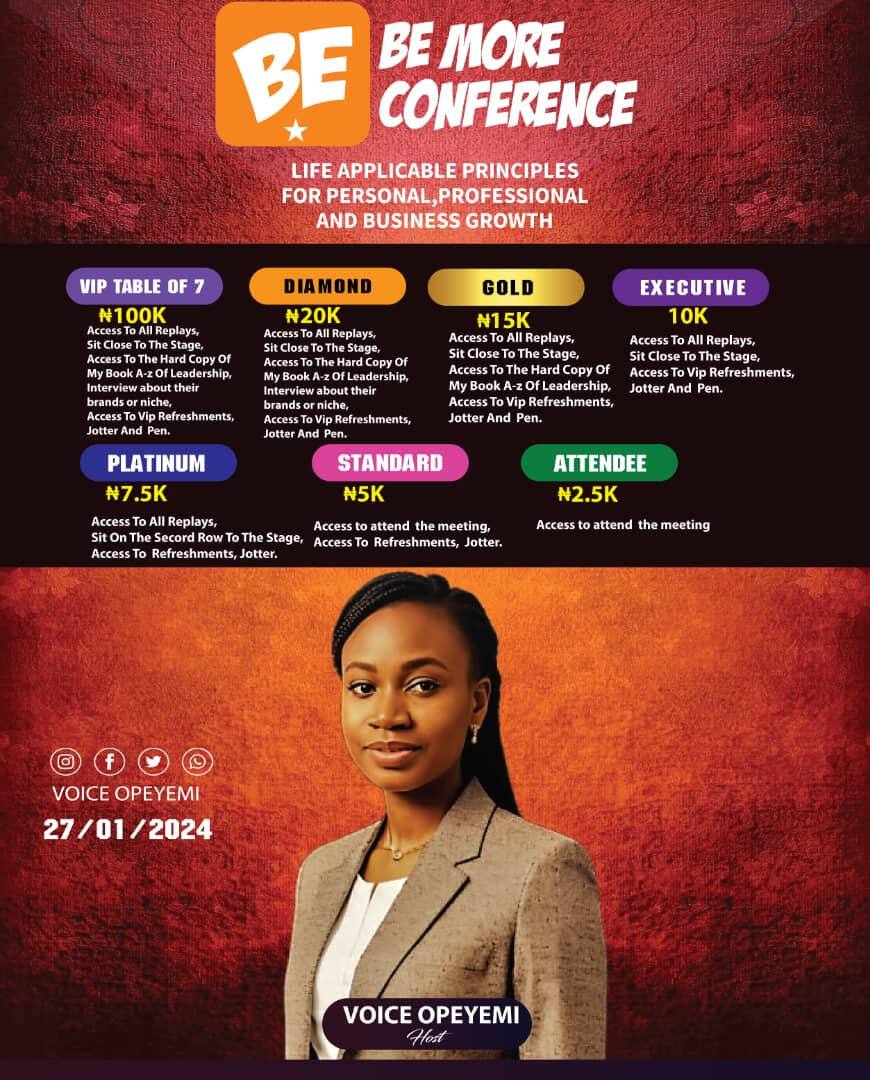 BE
BE MORE
CONFERENCE
LIFE APPLICABLE PRINCIPLES
FOR PERSONAL,PROFESSIONAL
AND BUSINESS GROWTH
VIP TABLE OF 7
₦100K
Access To All Replays,
Sit Close To The Stage,
Access To The Hard Copy Of
My Book A-z Of Leadership,
Interview about their
brands or niche,
Access To Vip Refreshments,
Jotter And Pen.
DIAMOND
₦20K
Access To All Replays,
Sit Close To The Stage,
Access To The Hard Copy Of
My Book A-z Of Leadership,
Interview about their
brands or niche,
Access To Vip Refreshments,
Jotter And Pen.
GOLD
₦15K
Access To All Replays,
Sit Close To The Stage,
Access To The Hard Copy Of
My Book A-z Of Leadership,
Access To Vip Refreshments,
Jotter And Pen.
EXECUTIVE
10K
Access To All Replays,
Sit Close To The Stage,
Access To Vip Refreshments,
Jotter And Pen.
PLATINUM
₦7.5K
Access To All Replays,
Sit On The Secord Row To The Stage,
Access To Refreshments, Jotter.
STANDARD
₦5K
Access to attend the meeting,
Access To Refreshments, Jotter.
ATTENDEE
₦2.5K
Access to attend the meeting
VOICE OPEYEMI
27/01/2024
VOICE OPEYEMI
Host